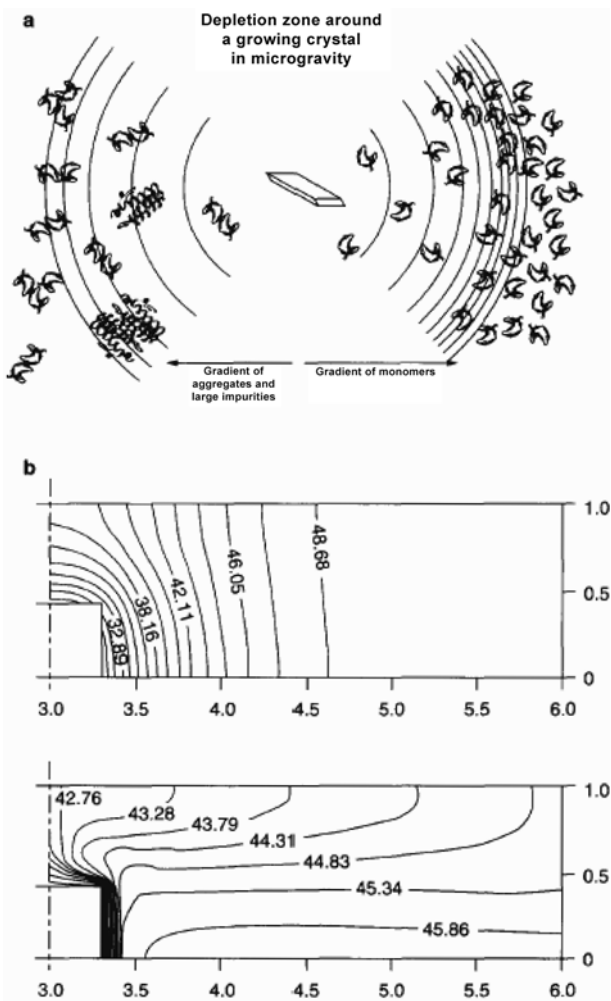 a
Depletion zone around
a growing crystal
in microgravity
Gradient of
aggregates and
large impurities
Gradient of monomers
b
32.89
38.16
42.11
46.05
48.68
1.0
0.5
0
3.0 3.5 4.0 4.5 5.0 5.5 6.0
42.76
43.28
43.79
44.31
44.83
45.34
45.86
1.0
0.5
0
3.0 3.5 4.0 4.5 5.0 5.5 6.0